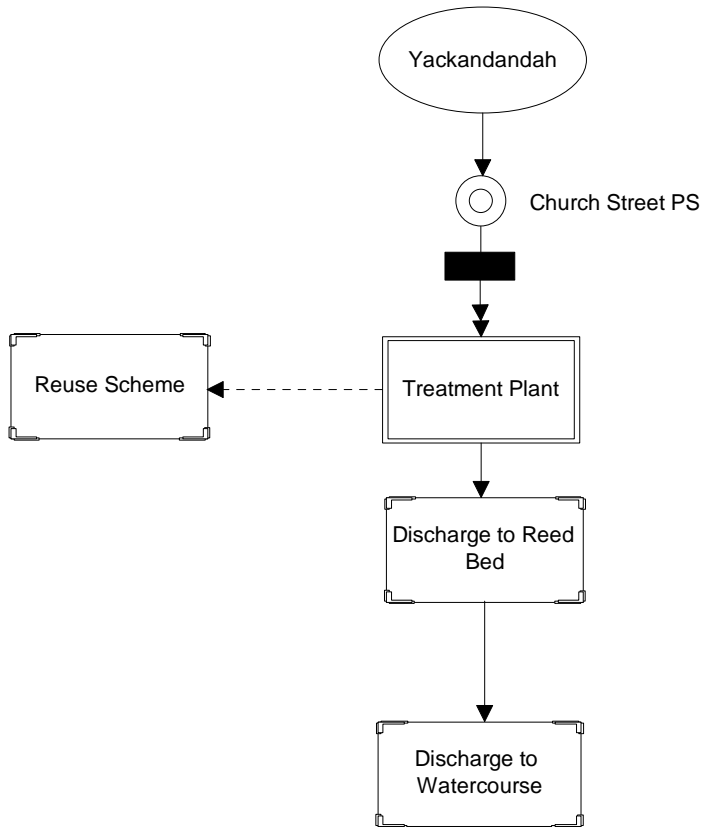 Yackandandah
Church Street PS
Reuse Scheme
Treatment Plant
Discharge to Reed
Bed
Discharge to
Watercourse